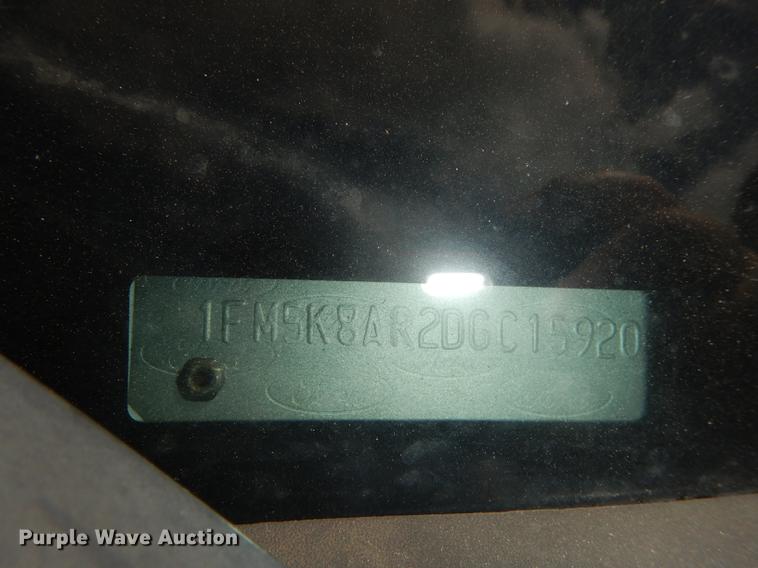 1FM5K8AR2DGC15920
Purple Wave Auction